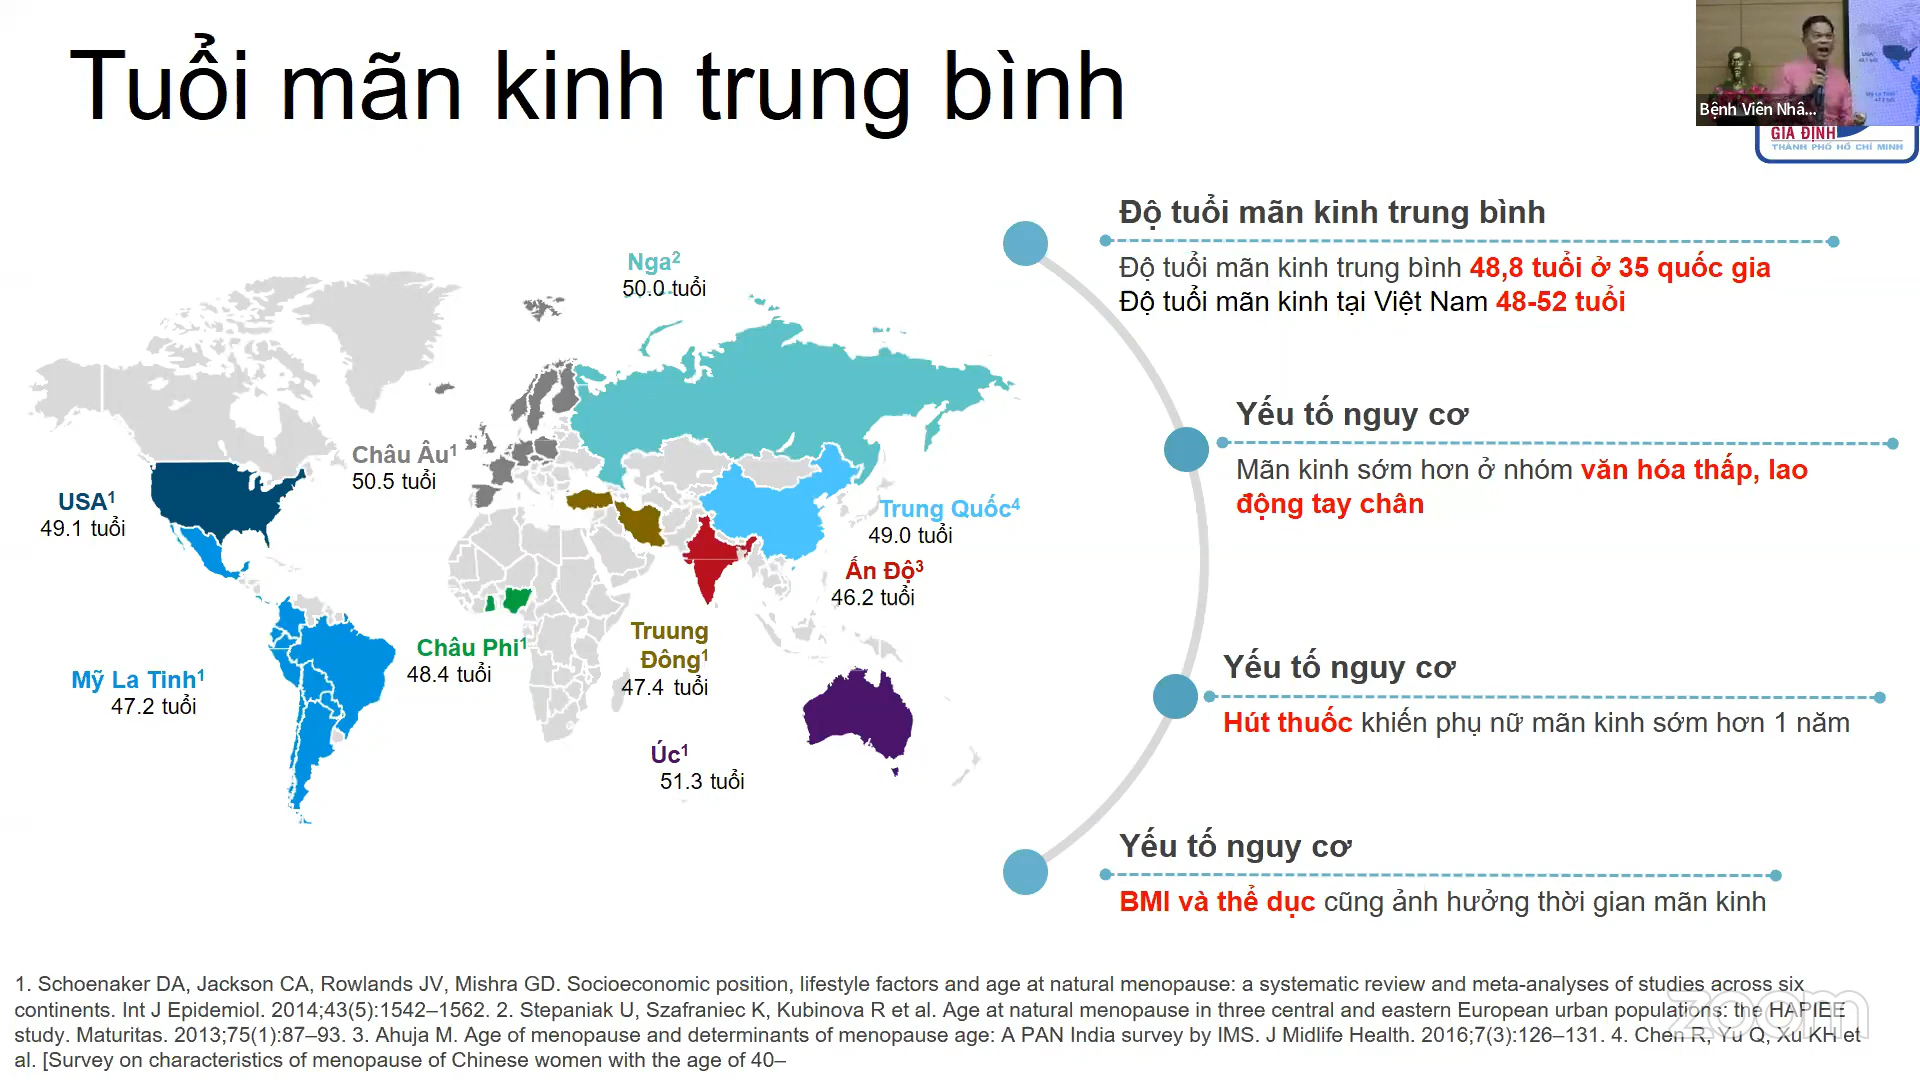 Tuổi mãn kinh trung bình
Bệnh Viên Nhâ...
GIA ĐỊNH
THÀNH PHỐ HỒ CHÍ MINH
Nga2
50.0 tuổi
Châu Âu1
50.5 tuổi
USA1
49.1 tuổi
Trung Quốc4
49.0 tuổi
Ấn Độ3
46.2 tuổi
Truung
Đông1
47.4 tuổi
Châu Phi1
48.4 tuổi
Mỹ La Tinh1
47.2 tuổi
Úc1
51.3 tuổi
Độ tuổi mãn kinh trung bình
Độ tuổi mãn kinh trung bình 48,8 tuổi ở 35 quốc gia
Độ tuổi mãn kinh tại Việt Nam 48-52 tuổi
Yếu tố nguy cơ
Mãn kinh sớm hơn ở nhóm văn hóa thấp, lao
động tay chân
Yếu tố nguy cơ
Hút thuốc khiến phụ nữ mãn kinh sớm hơn 1 năm
Yếu tố nguy cơ
BMI và thể dục cũng ảnh hưởng thời gian mãn kinh
1. Schoenaker DA, Jackson CA, Rowlands JV, Mishra GD. Socioeconomic position, lifestyle factors and age at natural menopause: a systematic review and meta-analyses of studies across six
continents. Int J Epidemiol. 2014;43(5):1542–1562. 2. Stepaniak U, Szafraniec K, Kubinova R et al. Age at natural menopause in three central and eastern European urban populations: the HAPIEE
study. Maturitas. 2013;75(1):87–93. 3. Ahuja M. Age of menopause and determinants of menopause age: A PAN India survey by IMS. J Midlife Health. 2016;7(3):126–131. 4. Chen R, Yu Q, Xu KH et
al. [Survey on characteristics of menopause of Chinese women with the age of 40–
zoom